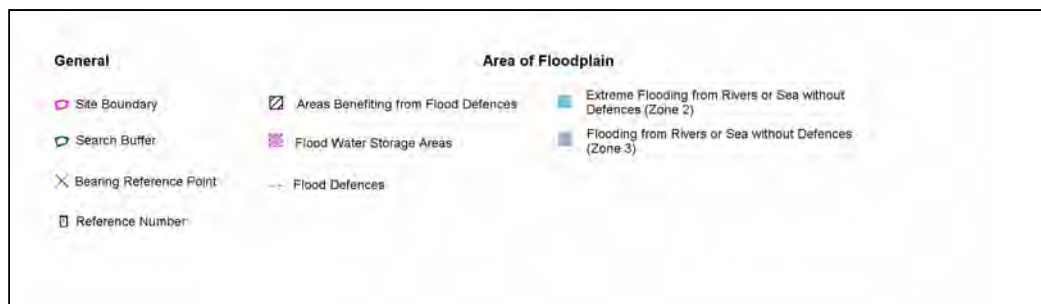 General
Area of Floodplain
Site Boundary
Areas Benefiting from Flood Defences
Extreme Flooding from Rivers or Sea without
Defences (Zone 2)
Search Buffer
Flood Water Storage Areas
Flooding from Rivers or Sea without Defences
(Zone 3)
Bearing Reference Point
Flood Defences
Reference Number